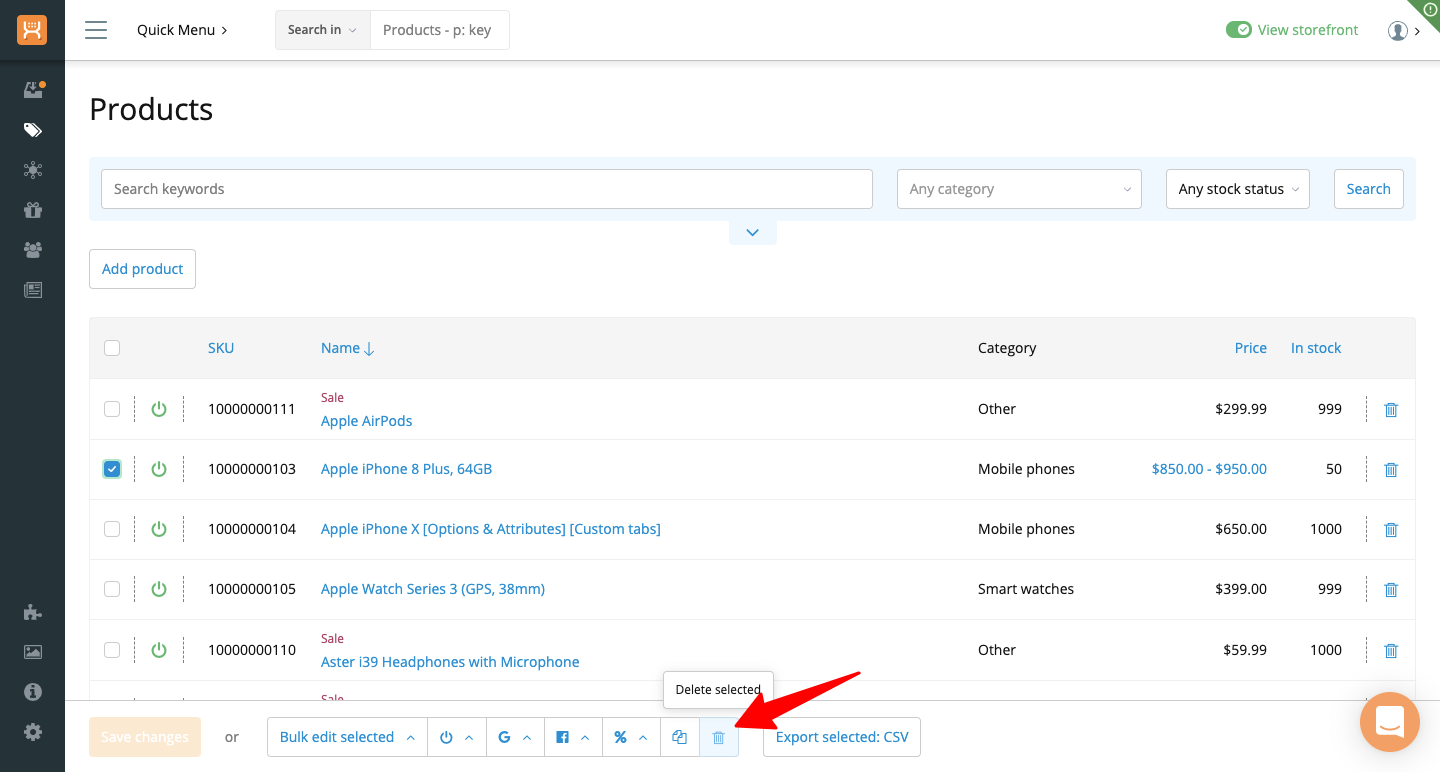 Quick Menu
Search in
Products - p: key
View storefront
Products
Search keywords
Any category
Any stock status
Search
Add product
SKU Name Category Price In stock
Sale
10000000111 Apple AirPods Other $299.99 999
10000000103 Apple iPhone 8 Plus, 64GB Mobile phones $850.00 - $950.00 50
10000000104 Apple iPhone X [Options & Attributes] [Custom tabs] Mobile phones $650.00 1000
10000000105 Apple Watch Series 3 (GPS, 38mm) Smart watches $399.00 999
Sale
10000000110 Aster i39 Headphones with Microphone Other $59.99 1000
Sale
Delete selected
Save changes or Bulk edit selected Export selected: CSV